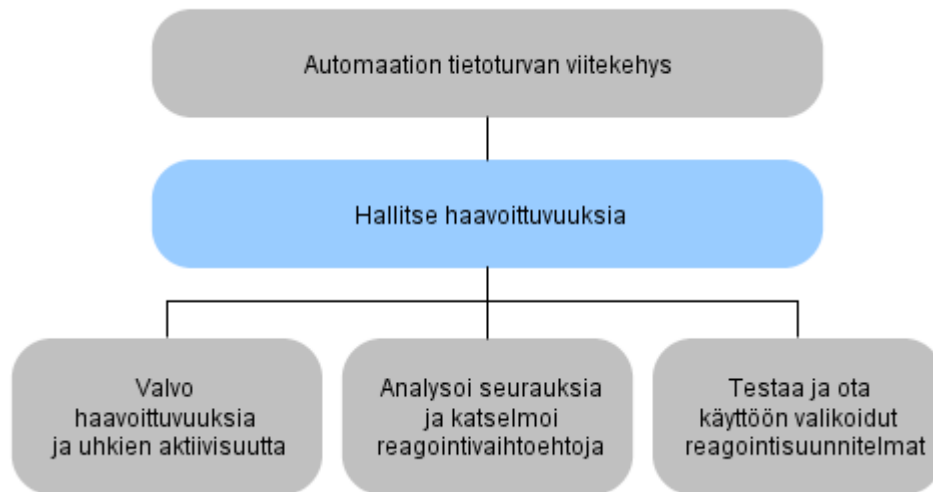 Automaation tietoturvan viitekehys
Hallitse haavoittuvuuksia
Valvo
haavoittuvuuksia
ja uhkien aktiivisuutta
Analysoi seurauksia
ja katselmoi
reagointivaihtoehtoja
Testaa ja ota
käyttöön valikoidut
reagointisuunnitelmat